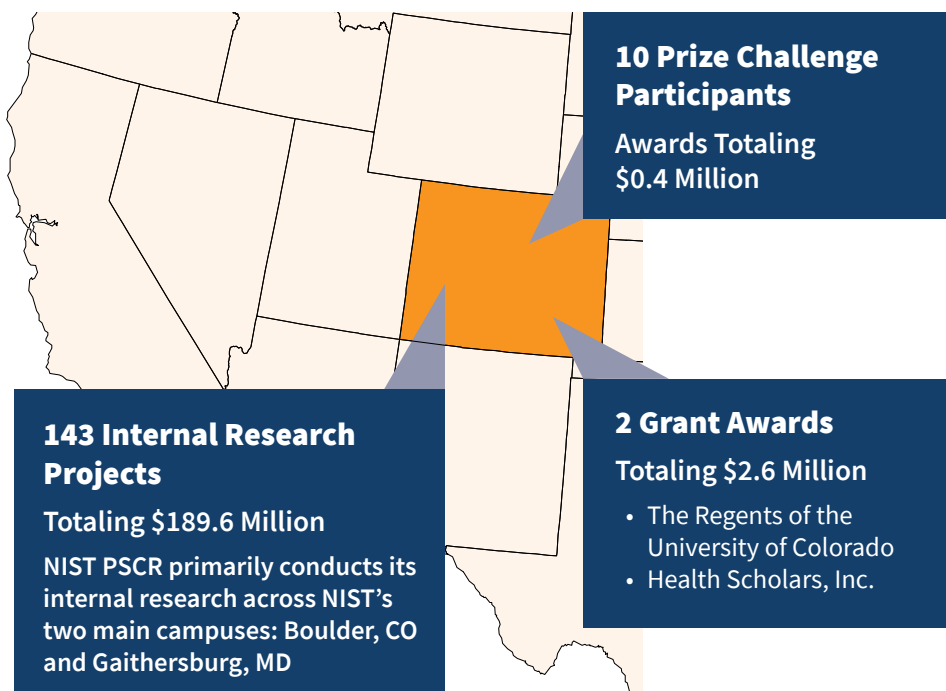 10 Prize Challenge
Participants
Awards Totaling
$0.4 Million
143 Internal Research
Projects
Totaling $189.6 Million
NIST PSCR primarily conducts its
internal research across NIST’s
two main campuses: Boulder, CO
and Gaithersburg, MD
2 Grant Awards
Totaling $2.6 Million
• The Regents of the
University of Colorado
• Health Scholars, Inc.